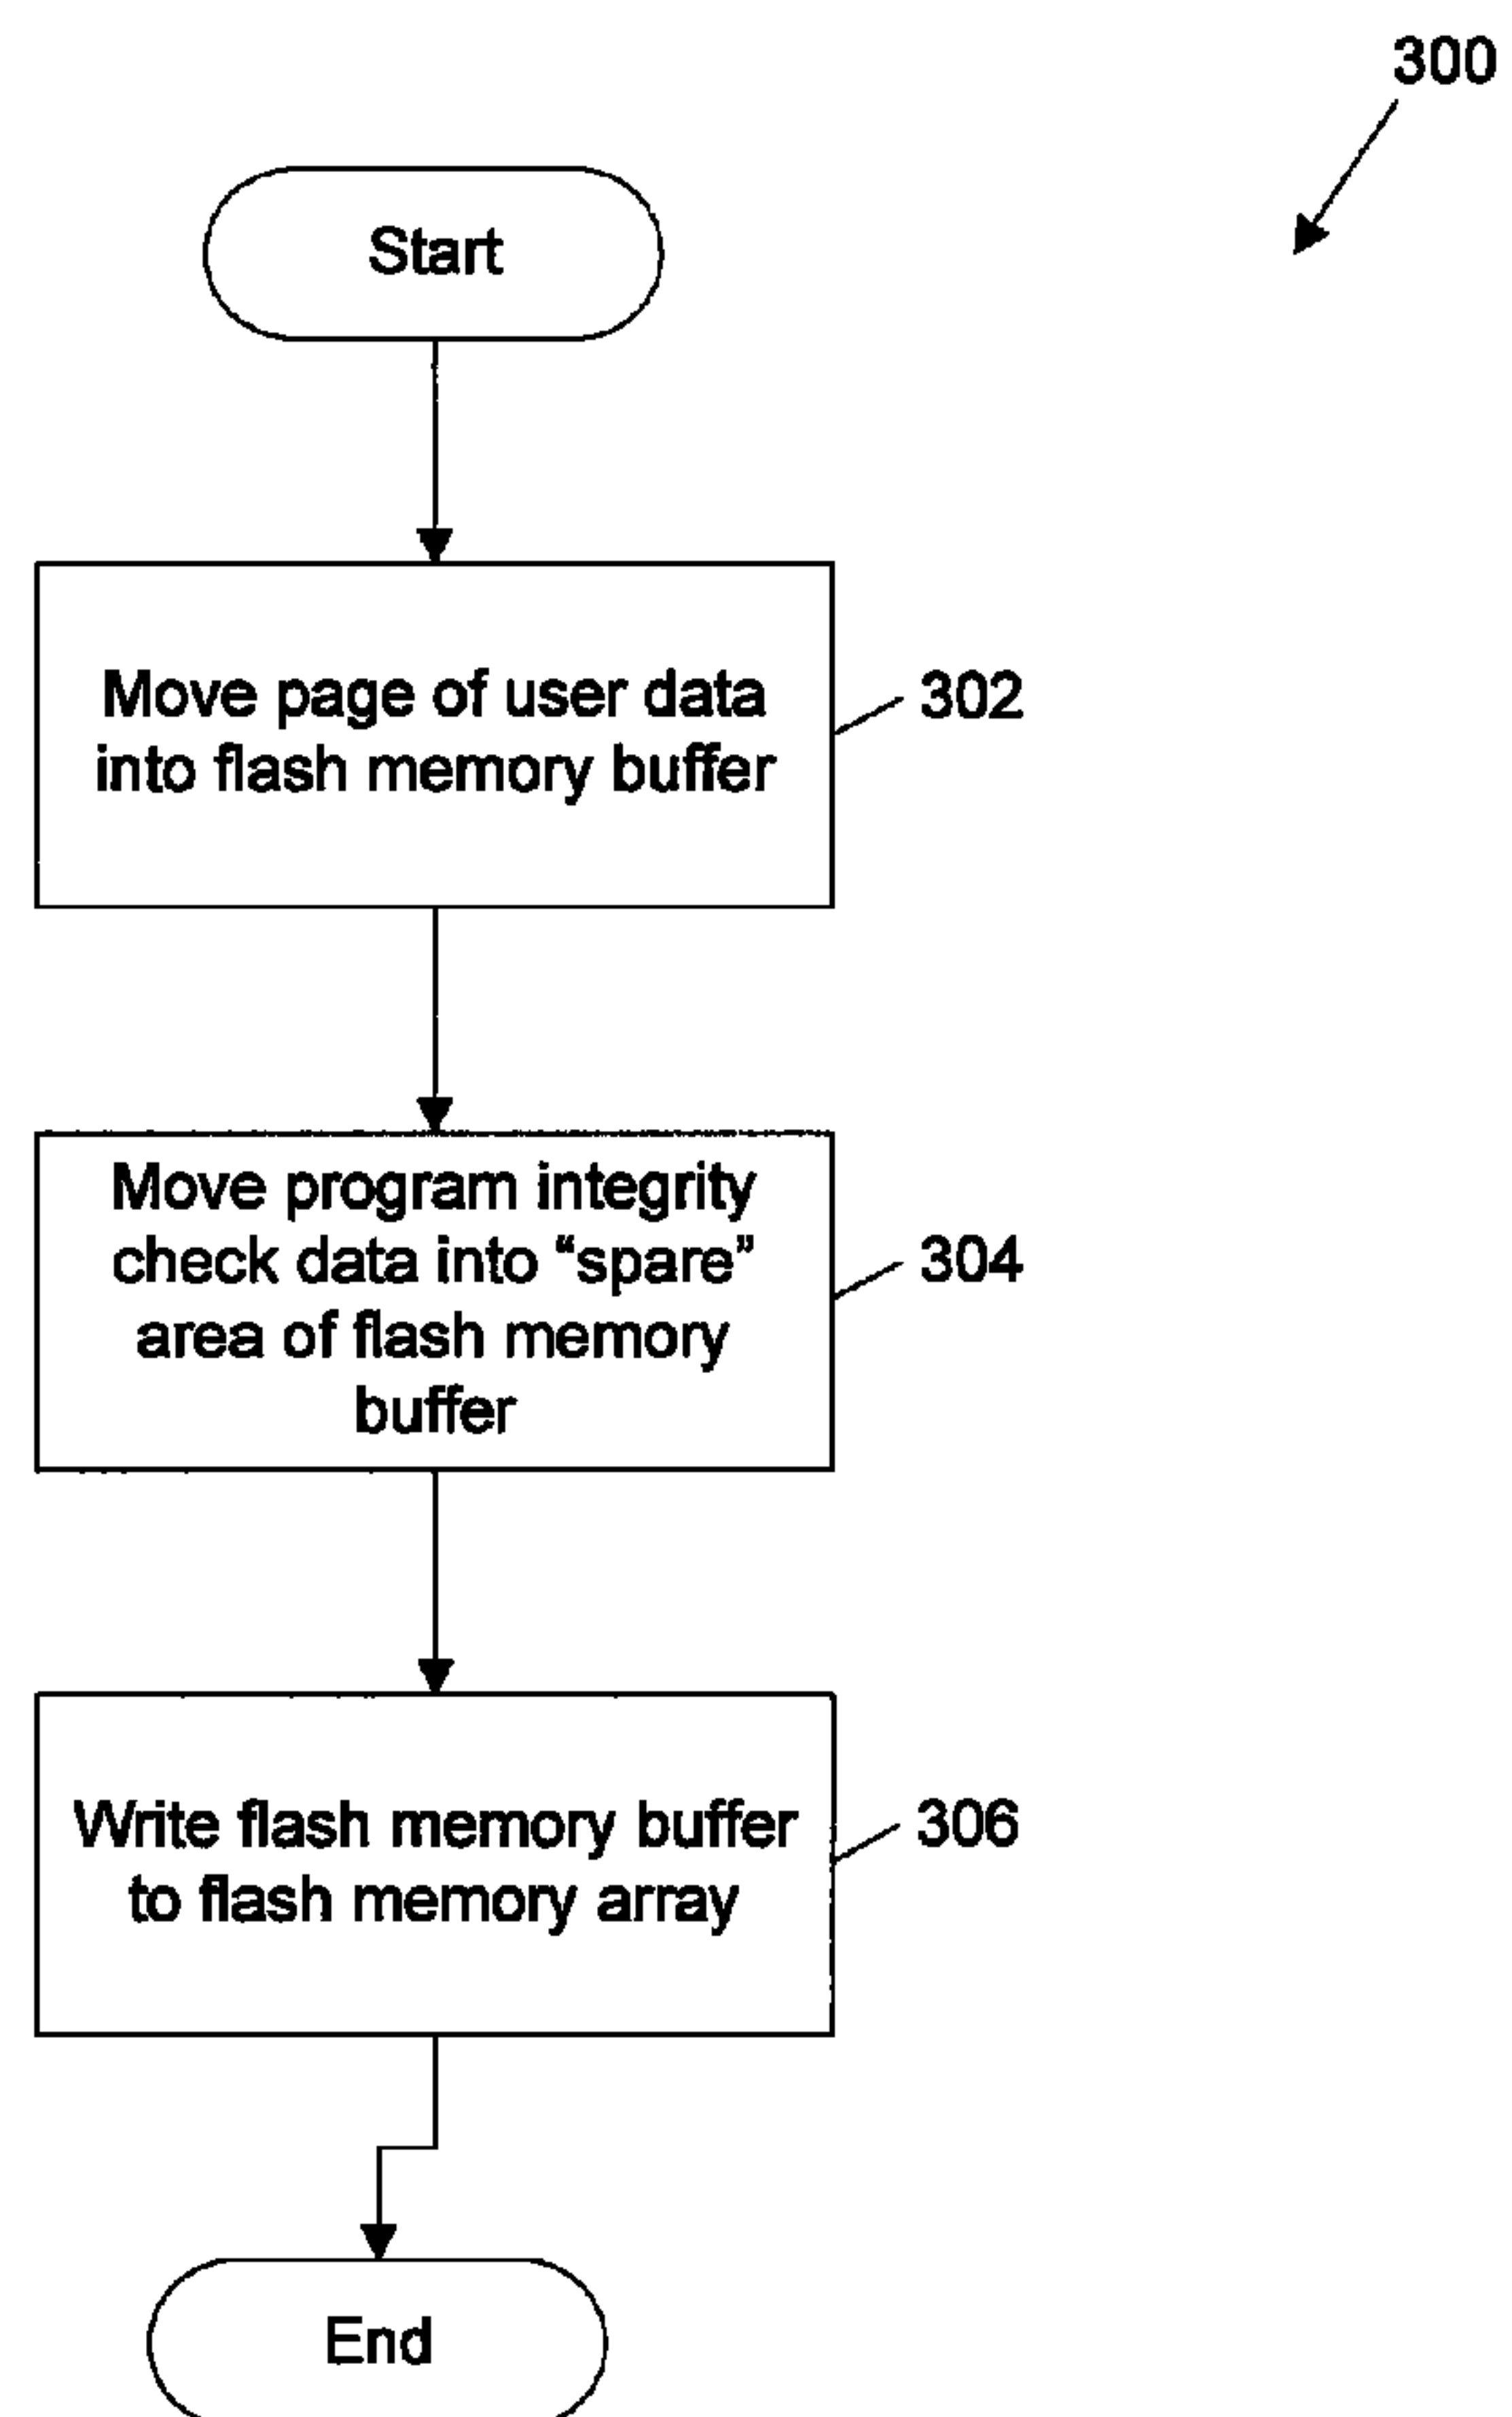 300
Start
Move page of user data
into flash memory buffer
302
Move program integrity
check data into “spare”
area of flash memory
buffer
304
Write flash memory buffer
to flash memory array
306
End